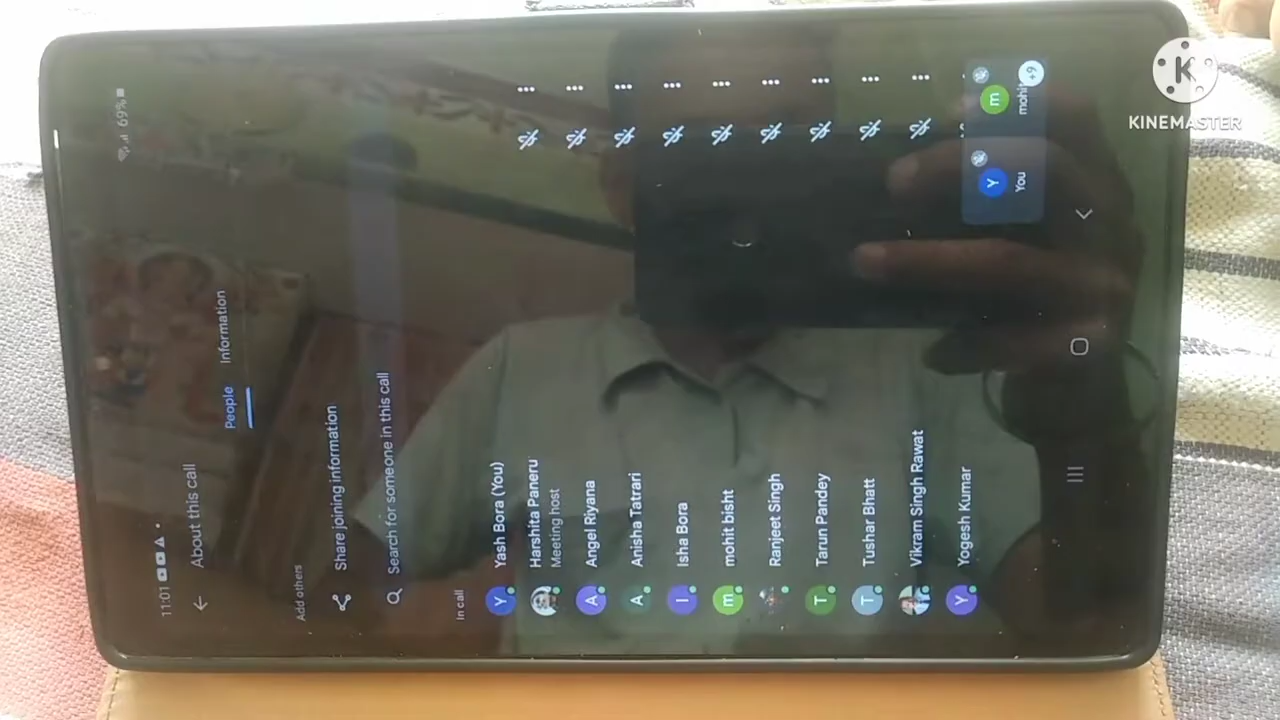 11:01
69%
About this call
People
Information
Add others
Share joining information
Search for someone in this call
In call
Y
Yash Bora (You)
Harshita Paneru
Meeting host
A
Angel Riyana
A
Anisha Tatrari
I
Isha Bora
m
mohit bisht
Ranjeet Singh
T
Tarun Pandey
T
Tushar Bhatt
Vikram Singh Rawat
Y
Yogesh Kumar
Y
You
m
mohit
+9
K
KINEMASTER